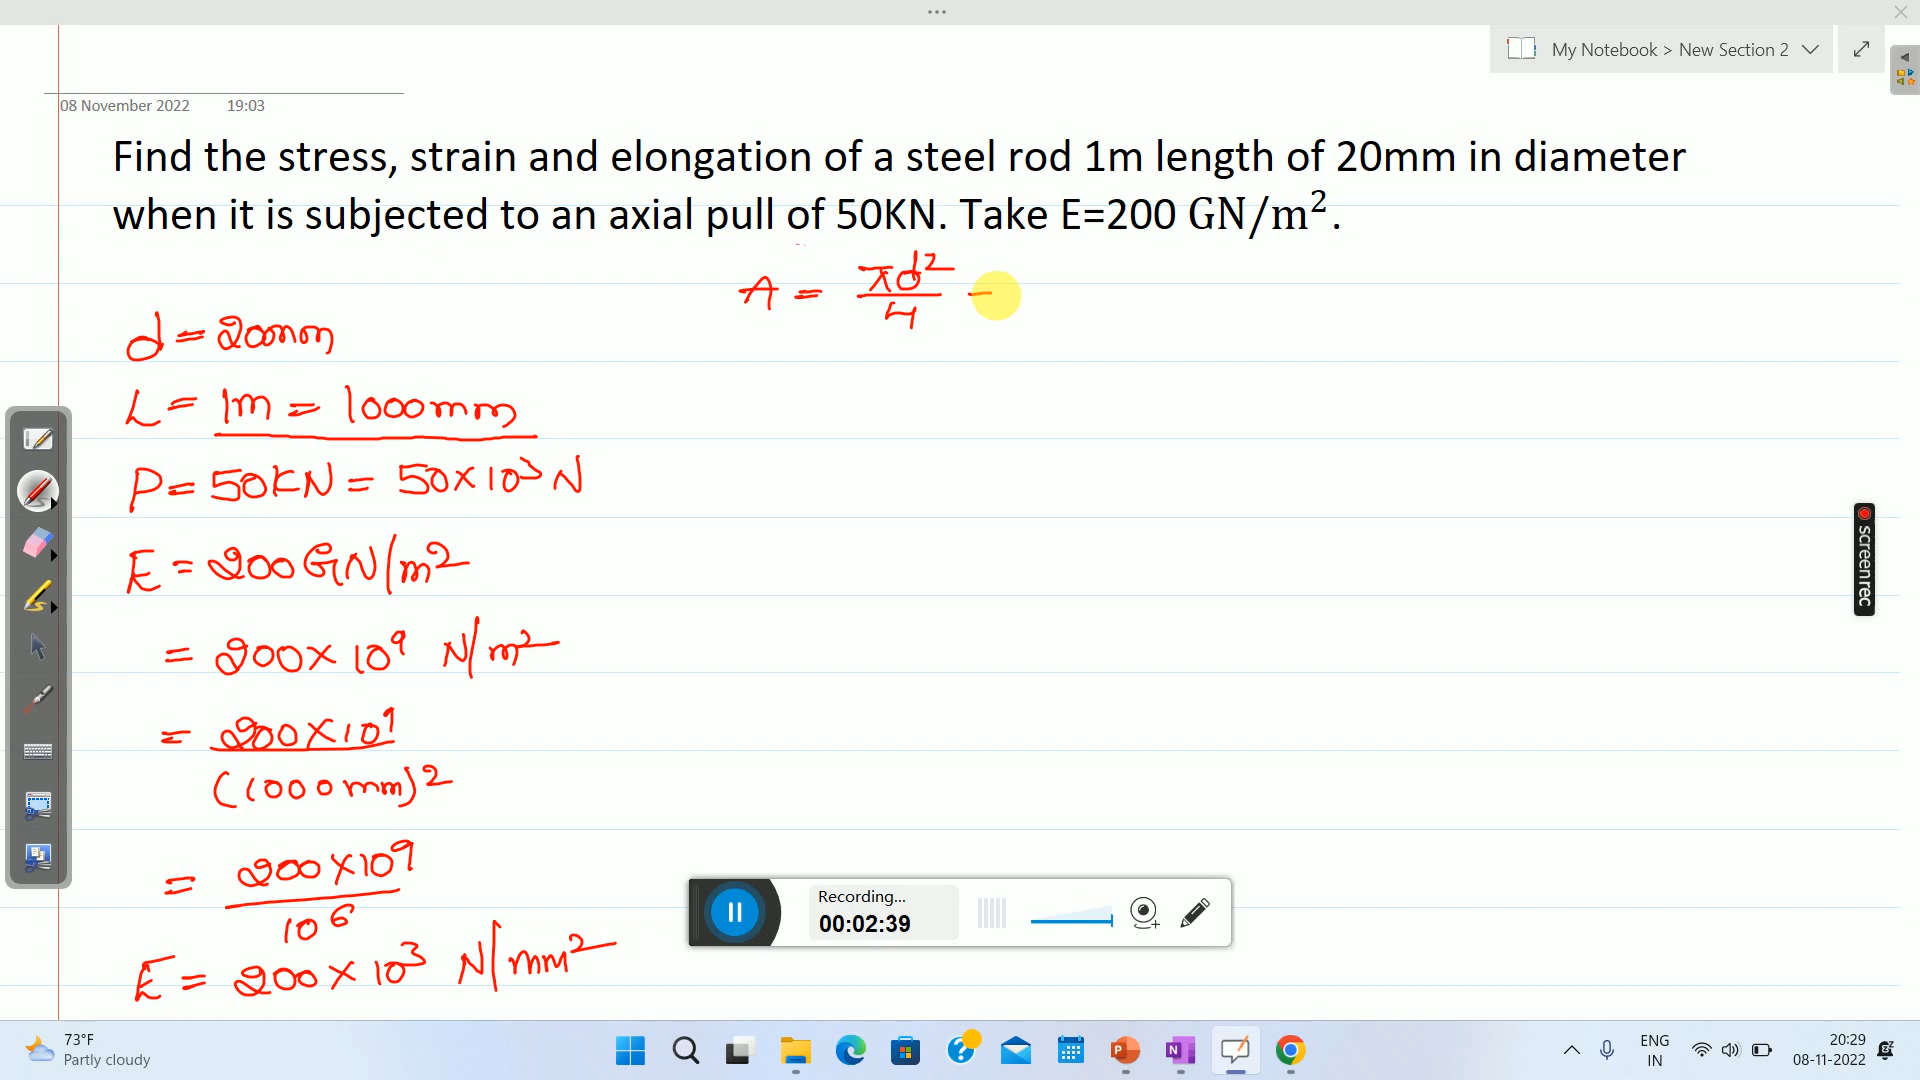 My Notebook > New Section 2
08 November 2022 19:03
Find the stress, strain and elongation of a steel rod 1m length of 20mm in diameter
when it is subjected to an axial pull of 50KN. Take E=200 GN/m².
A = πd²/4 =
d = 20mm
L = 1m = 1000mm
P = 50KN = 50×10³ N
E = 200GN/m²
= 200×10⁹ N/m²
= 200×10⁹/(1000mm)²
= 200×10⁹/10⁶
E = 200×10³ N/mm²
screenrec
Recording...
00:02:39
73°F
Partly cloudy
ENG
IN
20:29
08-11-2022